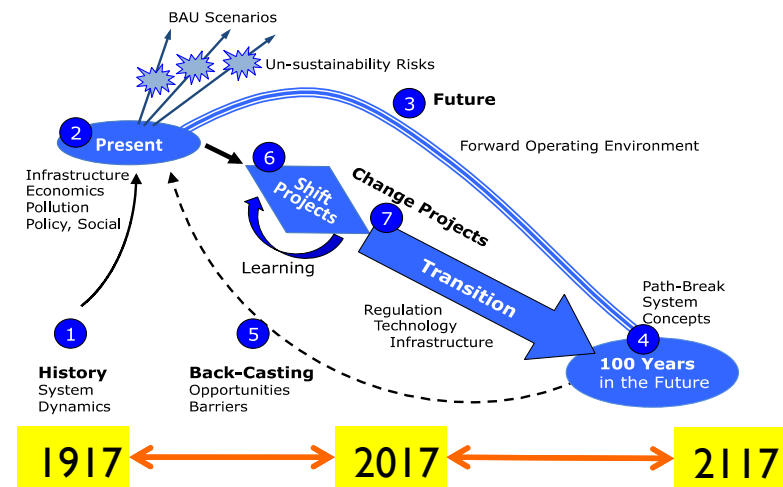 BAU Scenarios
Un-sustainability Risks
3
Future
2
Present
Forward Operating Environment
6
Infrastructure
Economics
Pollution
Policy, Social
Shift
Projects
7
Change Projects
Learning
Transition
Path-Break
System
Concepts
Regulation
Technology
Infrastructure
1
5
4
History
System
Dynamics
Back-Casting
Opportunities
Barriers
100 Years
in the Future
1917
2017
2117